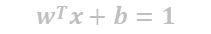 wᵀx + b = 1